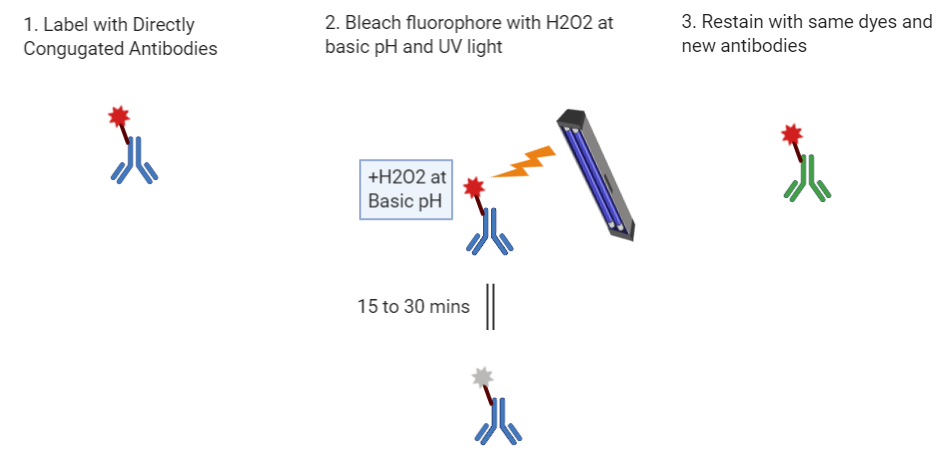 1. Label with Directly
Congugated Antibodies
2. Bleach fluorophore with H2O2 at
basic pH and UV light
3. Restain with same dyes and
new antibodies
+H2O2 at
Basic pH
15 to 30 mins